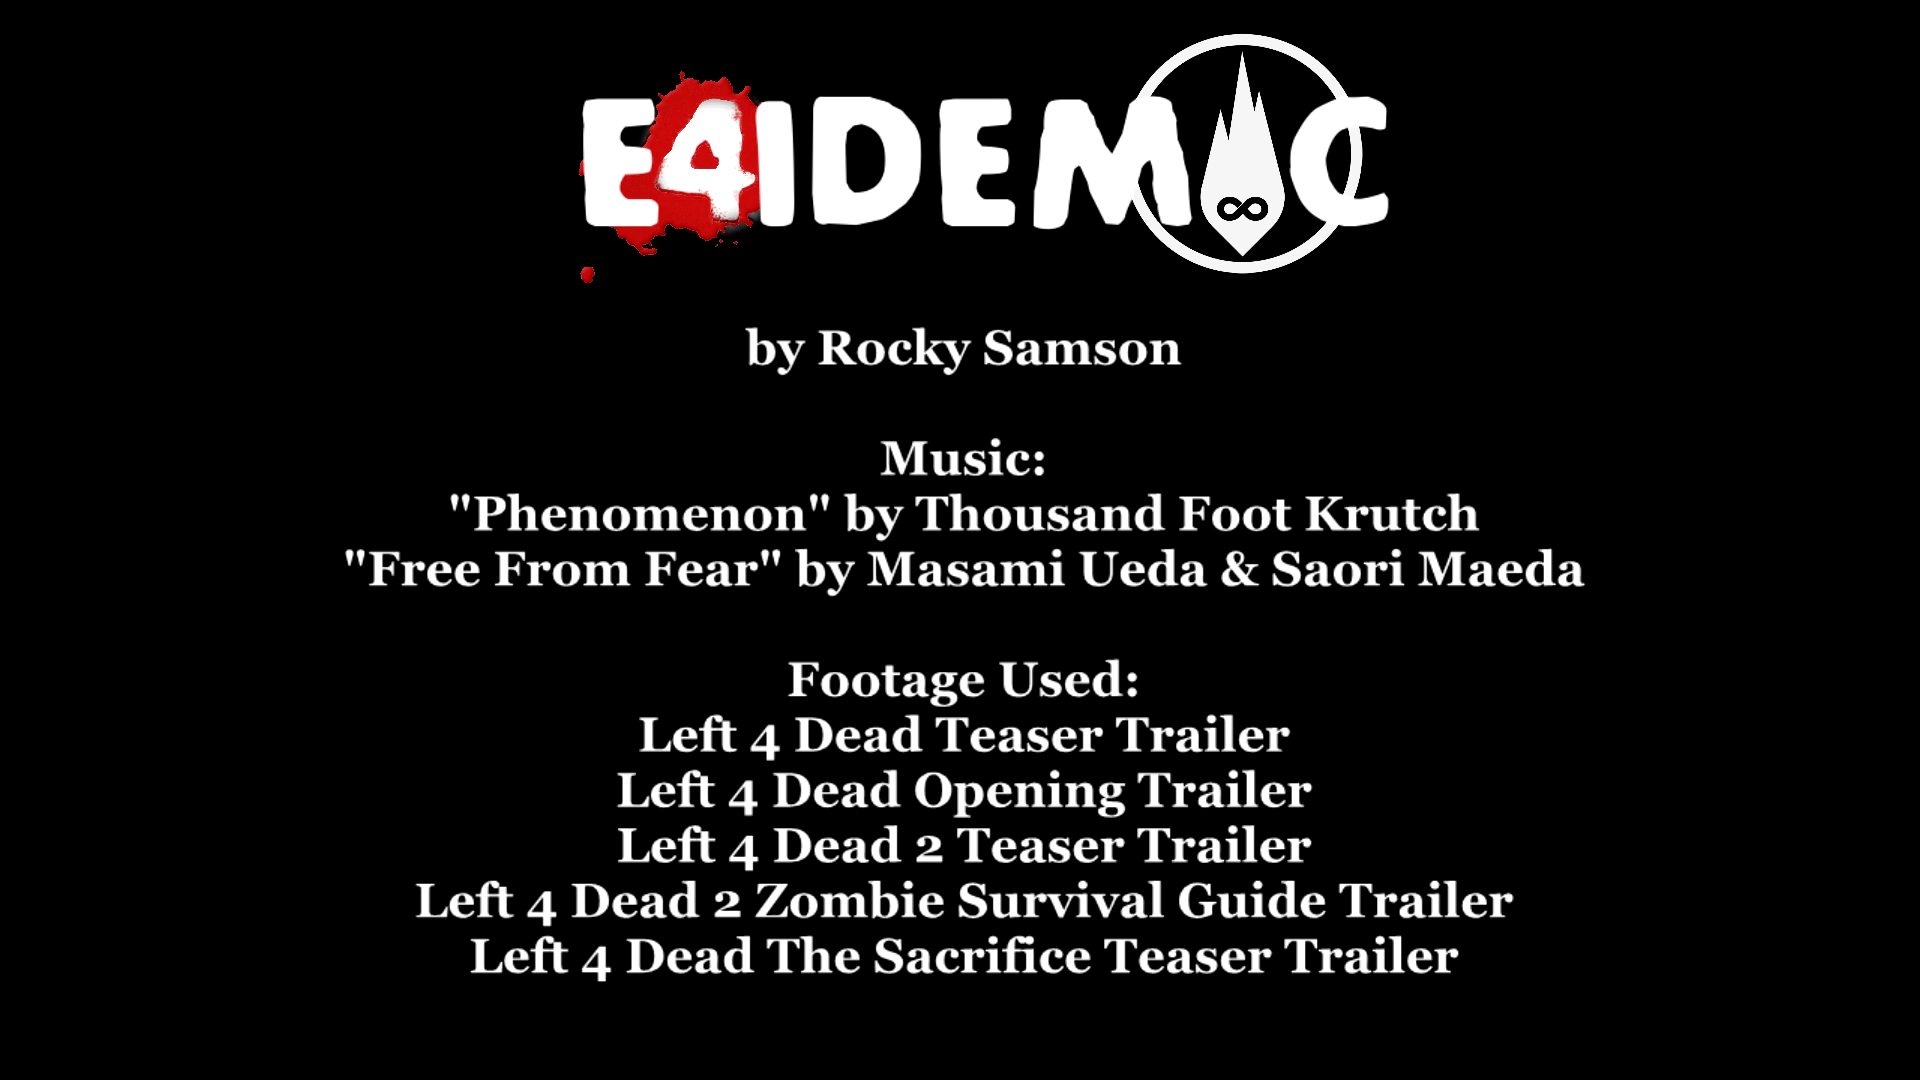 E4IDEMIC
by Rocky Samson
Music:
"Phenomenon" by Thousand Foot Krutch
"Free From Fear" by Masami Ueda & Saori Maeda
Footage Used:
Left 4 Dead Teaser Trailer
Left 4 Dead Opening Trailer
Left 4 Dead 2 Teaser Trailer
Left 4 Dead 2 Zombie Survival Guide Trailer
Left 4 Dead The Sacrifice Teaser Trailer